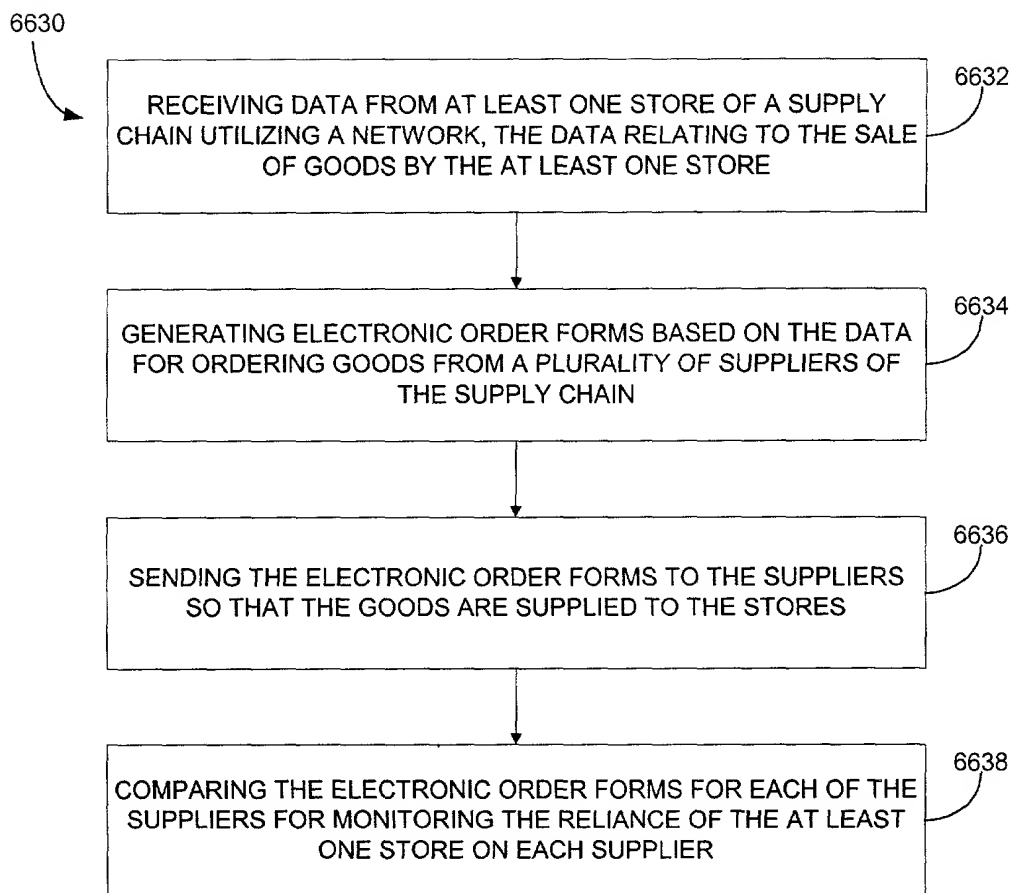 6630
6632
RECEIVING DATA FROM AT LEAST ONE STORE OF A SUPPLY
CHAIN UTILIZING A NETWORK, THE DATA RELATING TO THE SALE
OF GOODS BY THE AT LEAST ONE STORE
6634
GENERATING ELECTRONIC ORDER FORMS BASED ON THE DATA
FOR ORDERING GOODS FROM A PLURALITY OF SUPPLIERS OF
THE SUPPLY CHAIN
6636
SENDING THE ELECTRONIC ORDER FORMS TO THE SUPPLIERS
SO THAT THE GOODS ARE SUPPLIED TO THE STORES
6638
COMPARING THE ELECTRONIC ORDER FORMS FOR EACH OF THE
SUPPLIERS FOR MONITORING THE RELIANCE OF THE AT LEAST
ONE STORE ON EACH SUPPLIER